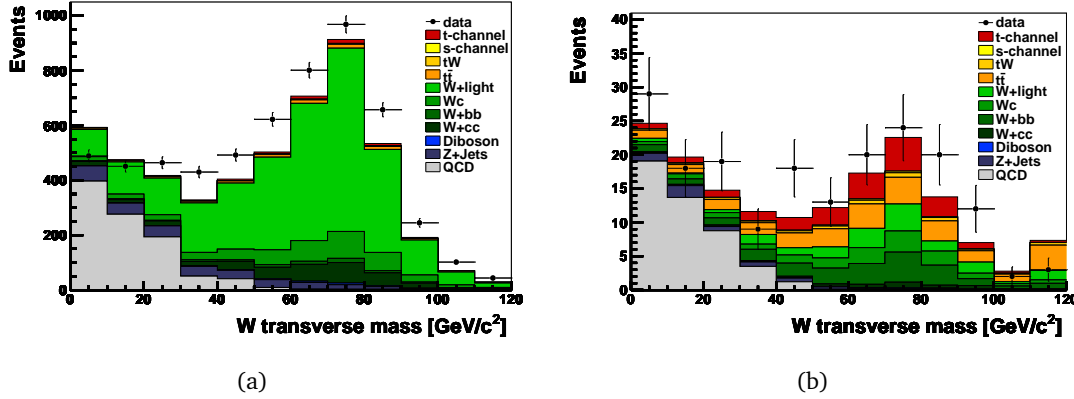 Events
1000
800
600
400
200
0
0 20 40 60 80 100 120
W transverse mass [GeV/c²]
data
t-channel
s-channel
tW
tt̄
W+light
Wc
W+bb
W+cc
Diboson
Z+Jets
QCD
(a)
Events
40
35
30
25
20
15
10
5
0
0 20 40 60 80 100 120
W transverse mass [GeV/c²]
data
t-channel
s-channel
tW
tt̄
W+light
Wc
W+bb
W+cc
Diboson
Z+Jets
QCD
(b)